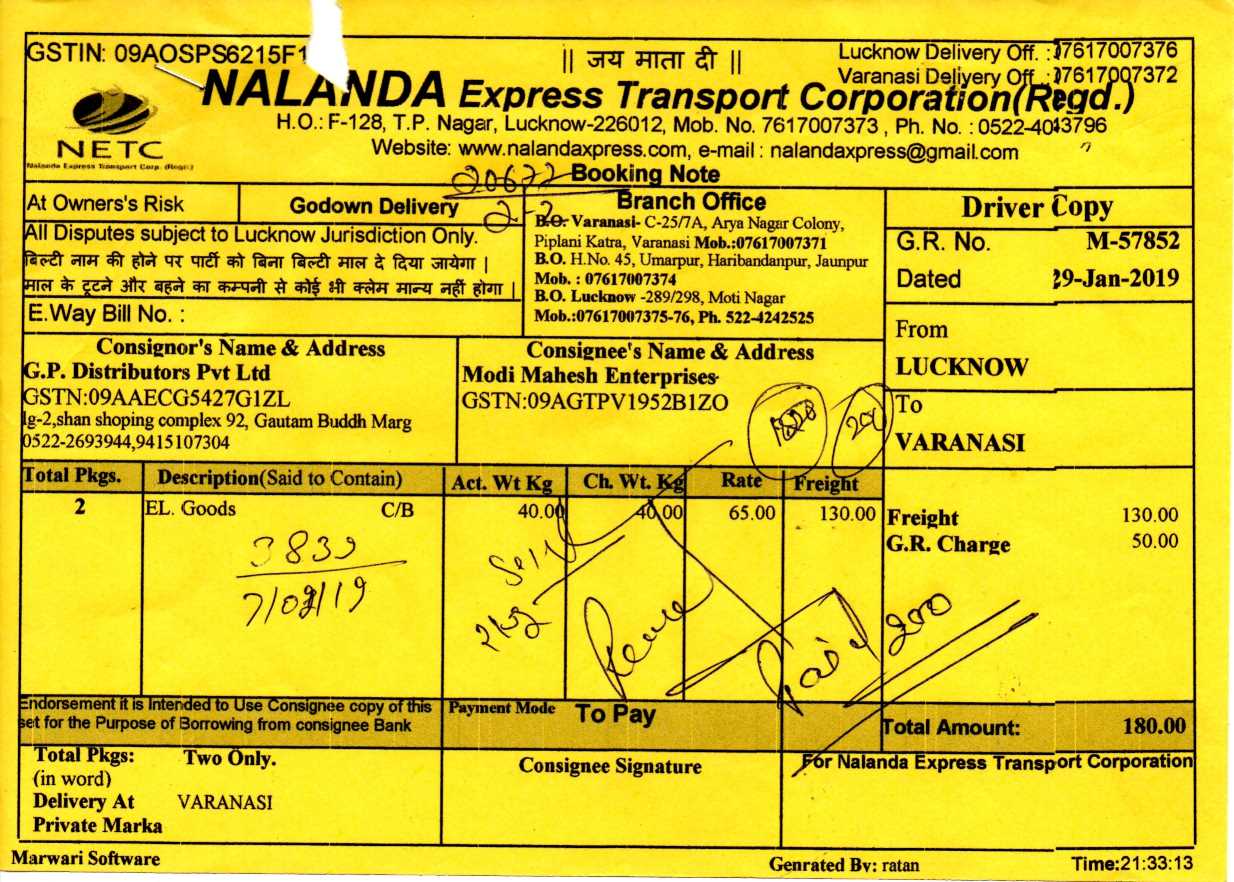 GSTIN: 09AOSPS6215F1
|| जय माता दी ||
Lucknow Delivery Off. :07617007376
Varanasi Delivery Off. :07617007372
NALANDA Express Transport Corporation(Regd.)
NETC
Nalanda Express Transport Corp. (Regd.)
H.O.: F-128, T.P. Nagar, Lucknow-226012, Mob. No. 7617007373 , Ph. No. : 0522-4043796
Website: www.nalandaxpress.com, e-mail : nalandaxpress@gmail.com
20672 Booking Note
2-2
At Owners's Risk
Godown Delivery
All Disputes subject to Lucknow Jurisdiction Only.
बिल्टी नाम की होने पर पार्टी को बिना बिल्टी माल दे दिया जायेगा |
माल के टूटने और बहने का कम्पनी से कोई भी क्लेम मान्य नहीं होगा |
E.Way Bill No. :
Branch Office
B.O. Varanasi- C-25/7A, Arya Nagar Colony,
Piplani Katra, Varanasi Mob.:07617007371
B.O. H.No. 45, Umarpur, Haribandanpur, Jaunpur
Mob. : 07617007374
B.O. Lucknow -289/298, Moti Nagar
Mob.:07617007375-76, Ph. 522-4242525
Driver Copy
G.R. No. M-57852
Dated 29-Jan-2019
From
LUCKNOW
To
VARANASI
Consignor's Name & Address
G.P. Distributors Pvt Ltd
GSTN:09AAECG5427G1ZL
lg-2,shan shoping complex 92, Gautam Buddh Marg
0522-2693944,9415107304
Consignee's Name & Address
Modi Mahesh Enterprises
GSTN:09AGTPV1952B1ZO
200
Total Pkgs. Description(Said to Contain) Act. Wt Kg Ch. Wt. Kg Rate Freight
2 EL. Goods C/B 40.00 40.00 65.00 130.00
Freight 130.00
G.R. Charge 50.00
3839
7/02/19
Paid 200
Endorsement it is Intended to Use Consignee copy of this
set for the Purpose of Borrowing from consignee Bank
Payment Mode To Pay
Total Amount: 180.00
Total Pkgs: Two Only.
(in word)
Delivery At VARANASI
Private Marka
Consignee Signature
For Nalanda Express Transport Corporation
Marwari Software
Genrated By: ratan
Time:21:33:13